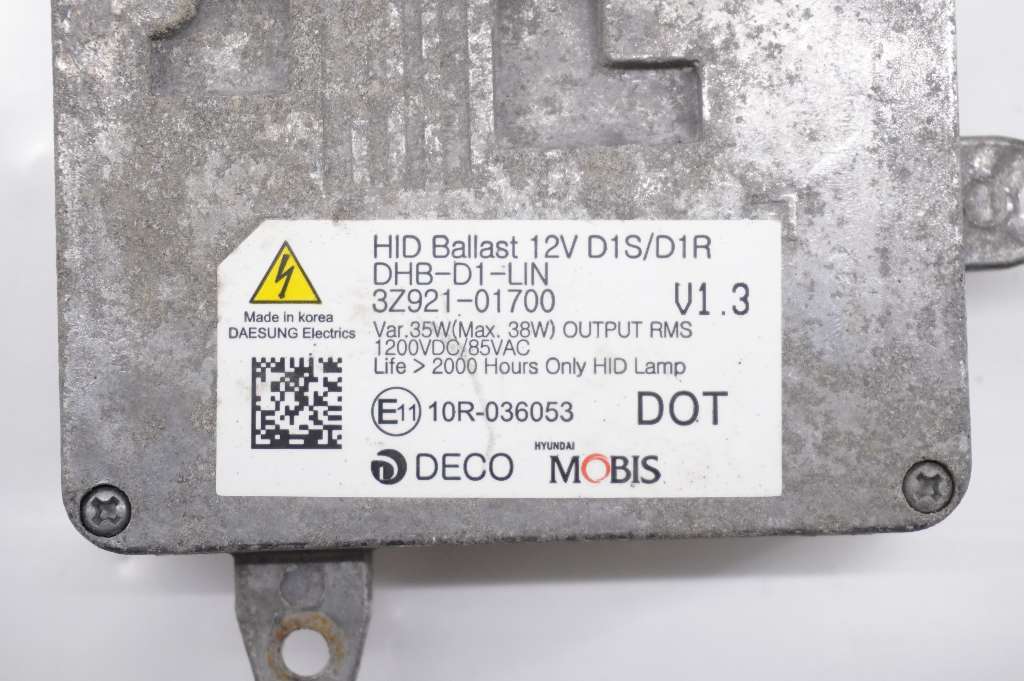 HID Ballast 12V D1S/D1R
DHB-D1-LIN
3Z921-01700
V1.3
Made in korea
DAESUNG Electrics
Var.35W(Max. 38W) OUTPUT RMS
1200VDC/85VAC
Life > 2000 Hours Only HID Lamp
E11 10R-036053
DOT
DECO
HYUNDAI
MOBIS